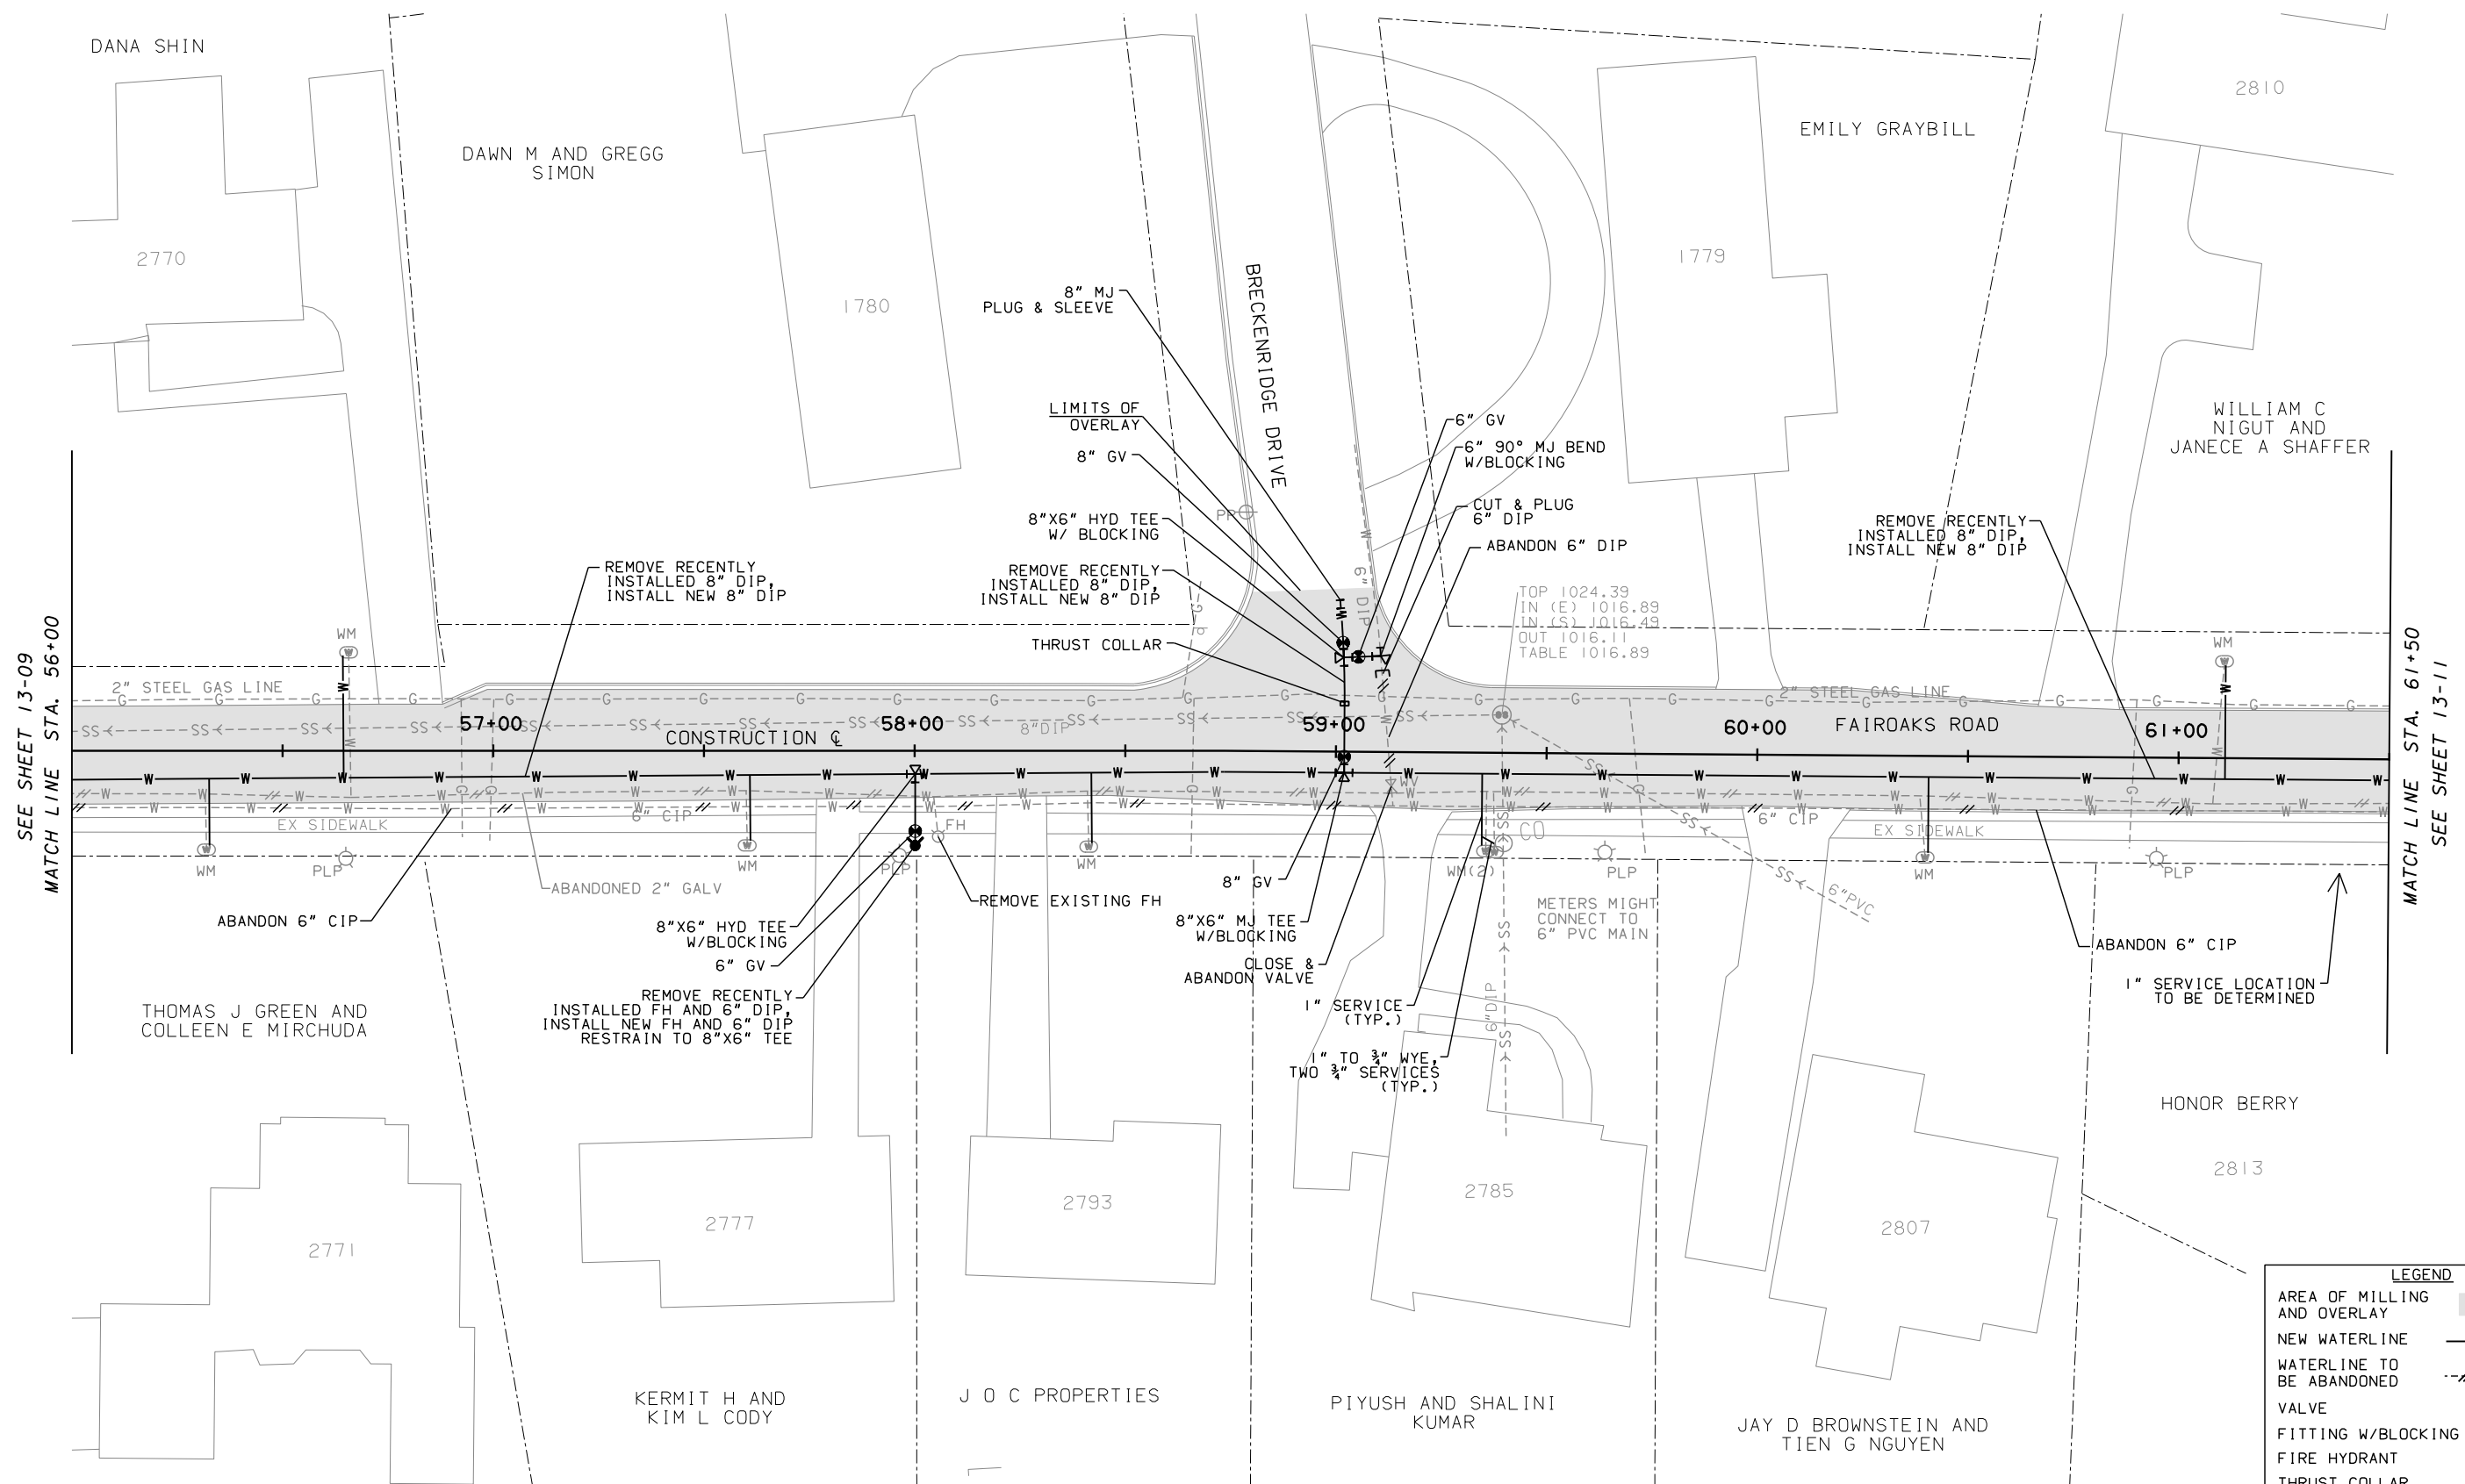 DANA SHIN
2770
DAWN M AND GREGG
SIMON
1780
BRECKENRIDGE DRIVE
EMILY GRAYBILL
1779
2810
WILLIAM C
NIGUT AND
JANECE A SHAFFER
8" MJ
PLUG & SLEEVE
LIMITS OF
OVERLAY
8" GV
8"X6" HYD TEE
W/ BLOCKING
REMOVE RECENTLY
INSTALLED 8" DIP,
INSTALL NEW 8" DIP
THRUST COLLAR
6" GV
6" 90° MJ BEND
W/BLOCKING
CUT & PLUG
6" DIP
ABANDON 6" DIP
PP
6" DIP
TOP 1024.39
IN (E) 1016.89
IN (S) 1016.49
OUT 1016.11
TABLE 1016.89
REMOVE RECENTLY
INSTALLED 8" DIP,
INSTALL NEW 8" DIP
REMOVE RECENTLY
INSTALLED 8" DIP,
INSTALL NEW 8" DIP
SEE SHEET 13-09
MATCH LINE STA. 56+00
MATCH LINE STA. 61+50
SEE SHEET 13-11
WM
WM
2" STEEL GAS LINE
2" STEEL GAS LINE
57+00
58+00
59+00
60+00
61+00
CONSTRUCTION ℄
8"DIP
FAIROAKS ROAD
WV
6" CIP
6" CIP
EX SIDEWALK
EX SIDEWALK
FH
CO
WM
PLP
WM
PLP
WM
WM(2)
PLP
WM
PLP
ABANDONED 2" GALV
ABANDON 6" CIP
8"X6" HYD TEE
W/BLOCKING
6" GV
REMOVE RECENTLY
INSTALLED FH AND 6" DIP,
INSTALL NEW FH AND 6" DIP
RESTRAIN TO 8"X6" TEE
REMOVE EXISTING FH
8" GV
8"X6" MJ TEE
W/BLOCKING
CLOSE &
ABANDON VALVE
1" SERVICE
(TYP.)
1" TO ¾" WYE,
TWO ¾" SERVICES
(TYP.)
METERS MIGHT
CONNECT TO
6" PVC MAIN
6"PVC
6"DIP
ABANDON 6" CIP
1" SERVICE LOCATION
TO BE DETERMINED
THOMAS J GREEN AND
COLLEEN E MIRCHUDA
2771
2777
2793
2785
2807
HONOR BERRY
2813
KERMIT H AND
KIM L CODY
J O C PROPERTIES
PIYUSH AND SHALINI
KUMAR
JAY D BROWNSTEIN AND
TIEN G NGUYEN
LEGEND
AREA OF MILLING
AND OVERLAY
NEW WATERLINE
WATERLINE TO
BE ABANDONED
VALVE
FITTING W/BLOCKING
FIRE HYDRANT
THRUST COLLAR